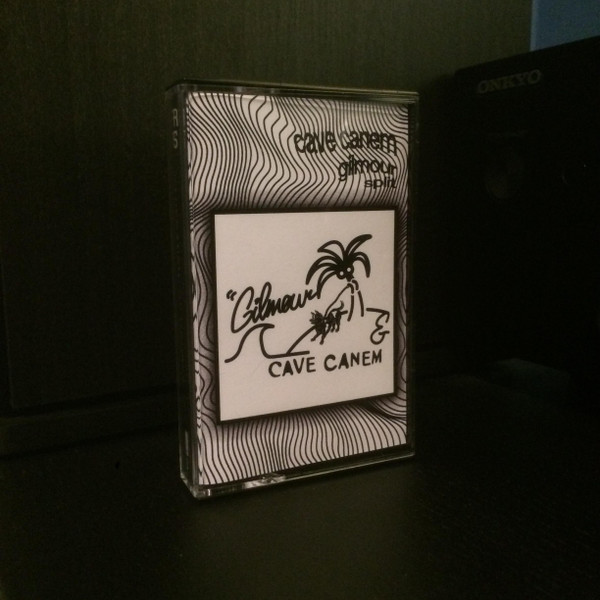 ONKYO
cave canem
gilmour
split
"Gilmour
&
CAVE CANEM